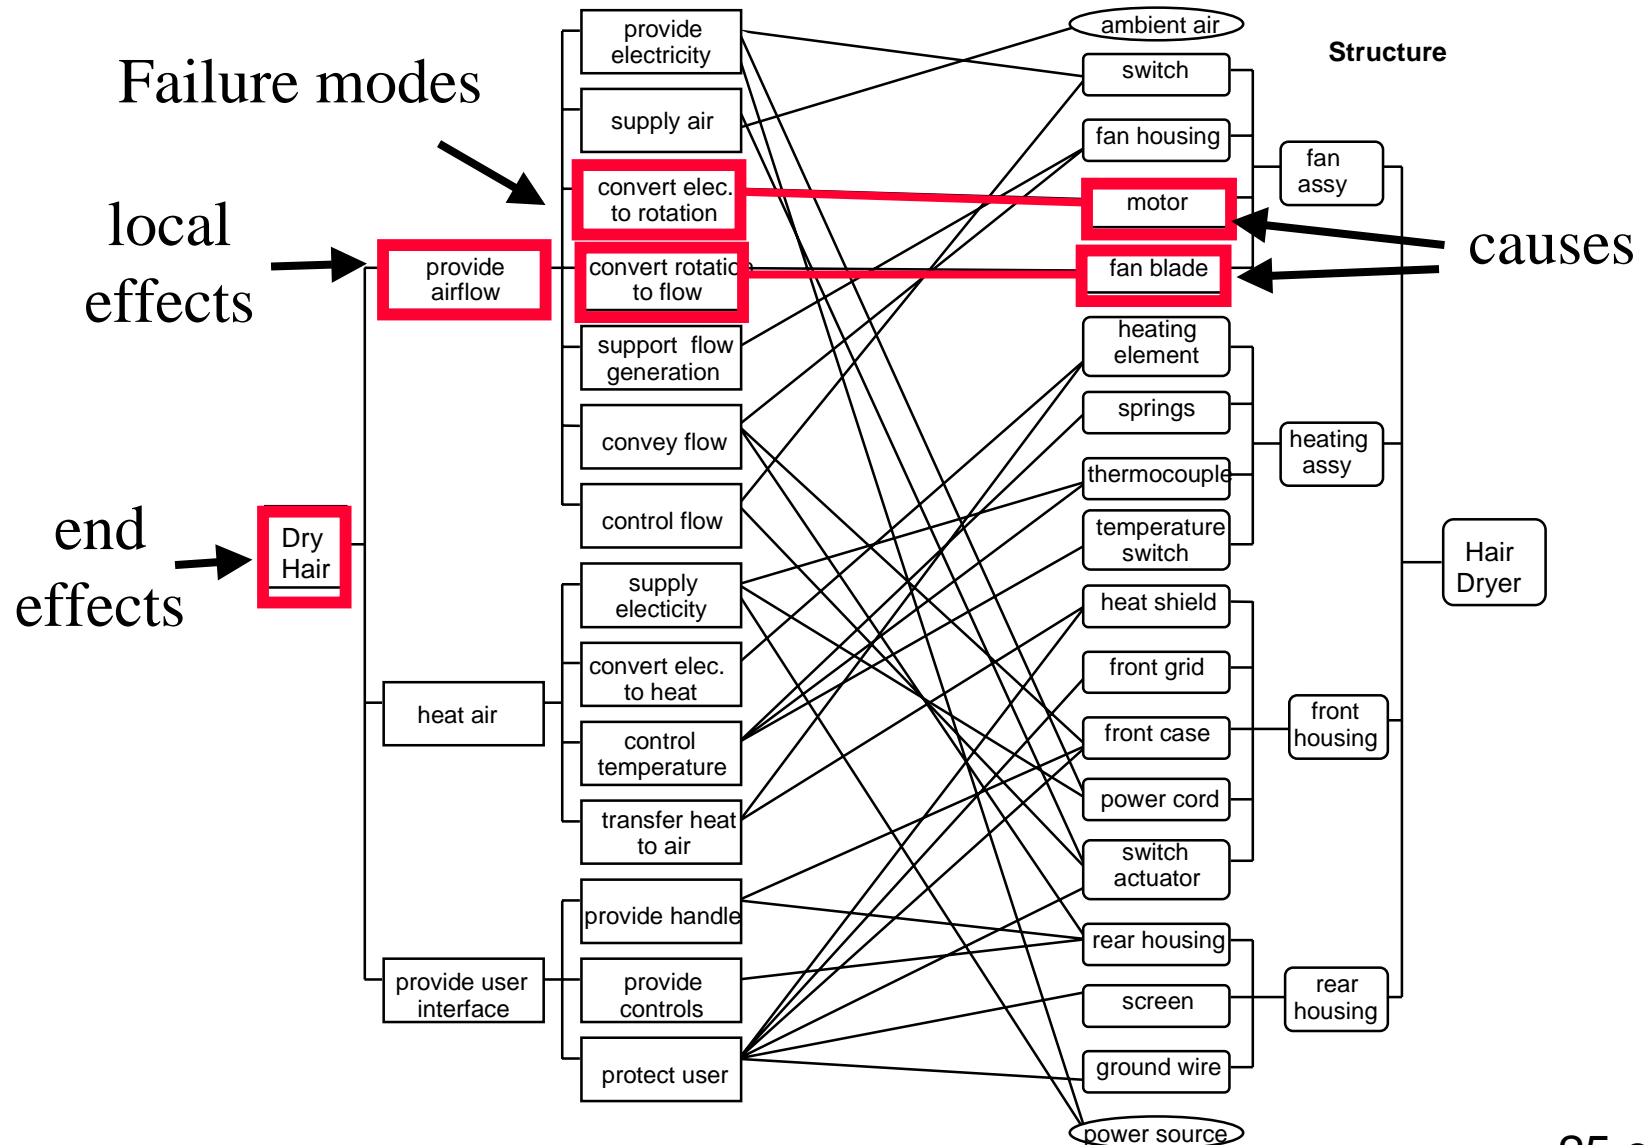 Structure
Failure modes
local
effects
end
effects
causes
Dry
Hair
provide
airflow
heat air
provide user
interface
provide
electricity
supply air
convert elec.
to rotation
convert rotatio
to flow
support flow
generation
convey flow
control flow
supply
electicity
convert elec.
to heat
control
temperature
transfer heat
to air
provide handle
provide
controls
protect user
ambient air
switch
fan housing
motor
fan blade
heating
element
springs
thermocouple
temperature
switch
heat shield
front grid
front case
power cord
switch
actuator
rear housing
screen
ground wire
power source
fan
assy
heating
assy
front
housing
rear
housing
Hair
Dryer